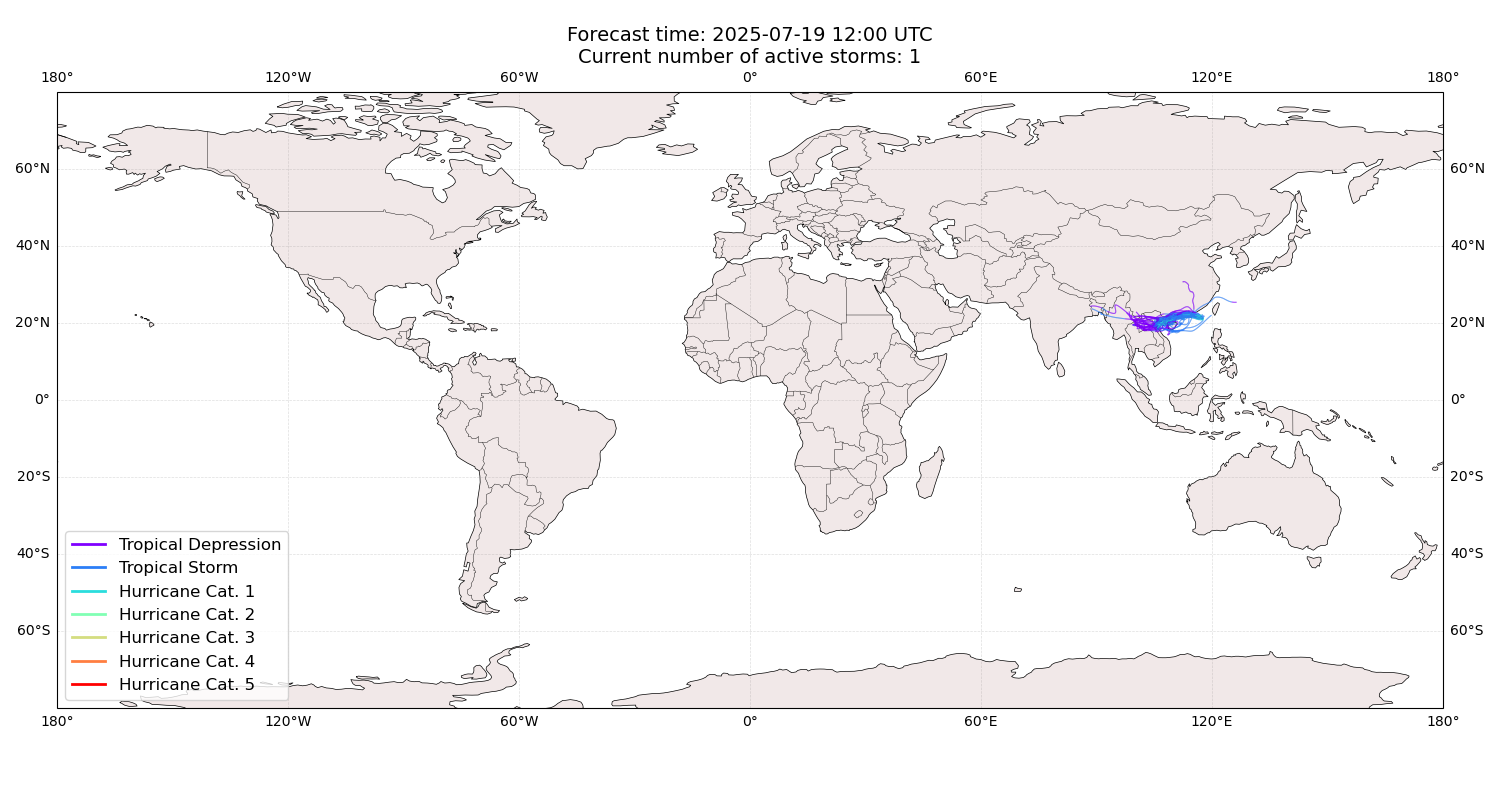 Forecast time: 2025-07-19 12:00 UTC
Current number of active storms: 1
180° 120°W 60°W 0° 60°E 120°E 180°
60°N 60°N
40°N 40°N
20°N 20°N
0° 0°
20°S 20°S
40°S 40°S
60°S 60°S
Tropical Depression
Tropical Storm
Hurricane Cat. 1
Hurricane Cat. 2
Hurricane Cat. 3
Hurricane Cat. 4
Hurricane Cat. 5
180° 120°W 60°W 0° 60°E 120°E 180°